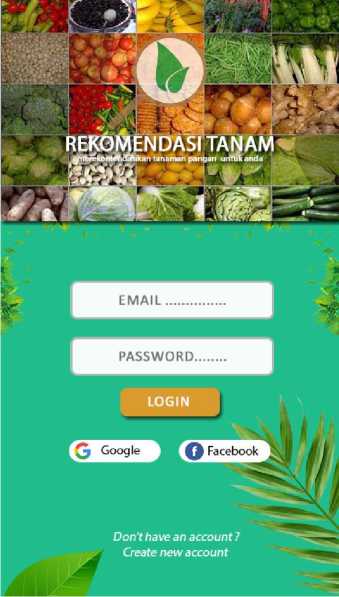 REKOMENDASI TANAM
merekomendasikan tanaman pangan untuk anda
EMAIL ...............
PASSWORD........
LOGIN
Google
Facebook
Don't have an account ?
Create new account